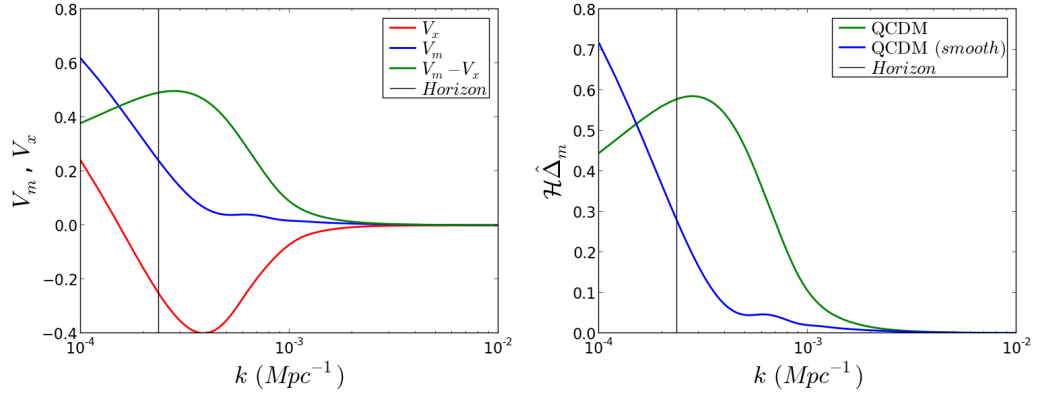 0.8
0.6
0.4
0.2
0.0
−0.2
−0.4
V_m , V_x
10^-4
10^-3
10^-2
k (Mpc^−1)
V_x
V_m
V_m − V_x
Horizon
0.8
0.7
0.6
0.5
0.4
0.3
0.2
0.1
0.0
ℋΔ̂_m
10^-4
10^-3
10^-2
k (Mpc^−1)
QCDM
QCDM (smooth)
Horizon